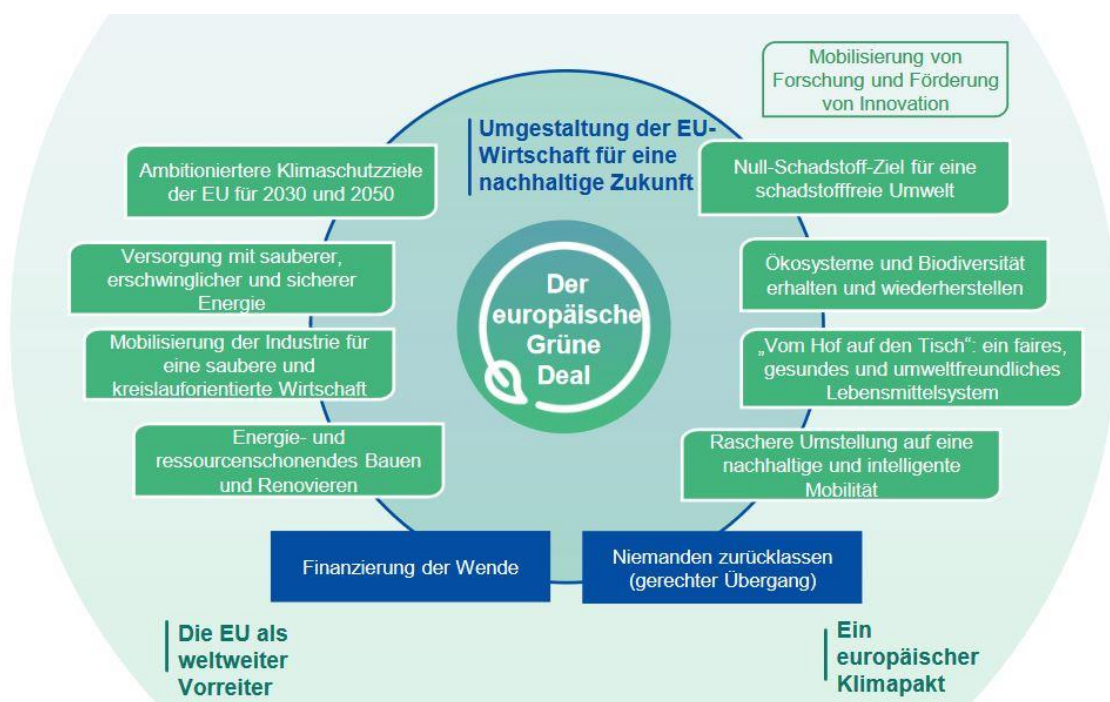 Mobilisierung von
Forschung und Förderung
von Innovation
Umgestaltung der EU-
Wirtschaft für eine
nachhaltige Zukunft
Ambitioniertere Klimaschutzziele
der EU für 2030 und 2050
Null-Schadstoff-Ziel für eine
schadstofffreie Umwelt
Versorgung mit sauberer,
erschwinglicher und sicherer
Energie
Ökosysteme und Biodiversität
erhalten und wiederherstellen
Der
europäische
Grüne
Deal
Mobilisierung der Industrie für
eine saubere und
kreislauforientierte Wirtschaft
„Vom Hof auf den Tisch“: ein faires,
gesundes und umweltfreundliches
Lebensmittelsystem
Energie- und
ressourcenschonendes Bauen
und Renovieren
Raschere Umstellung auf eine
nachhaltige und intelligente
Mobilität
Finanzierung der Wende
Niemanden zurücklassen
(gerechter Übergang)
Die EU als
weltweiter
Vorreiter
Ein
europäischer
Klimapakt